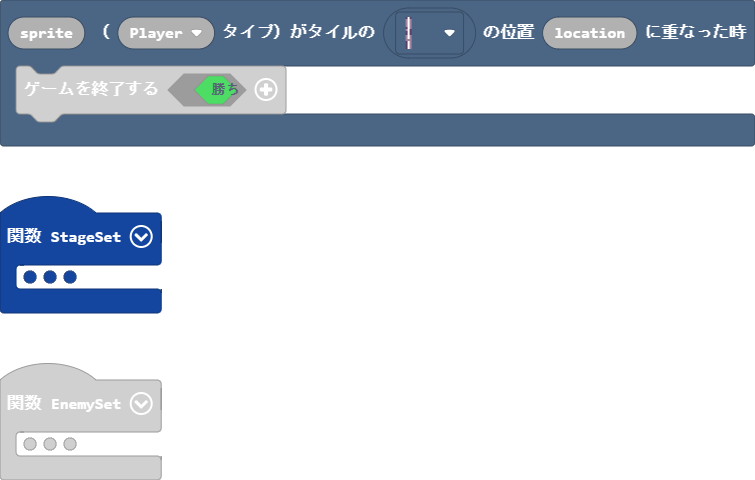 sprite ( Player タイプ) がタイルの の位置 location に重なった時
ゲームを終了する 勝ち
関数 StageSet
関数 EnemySet